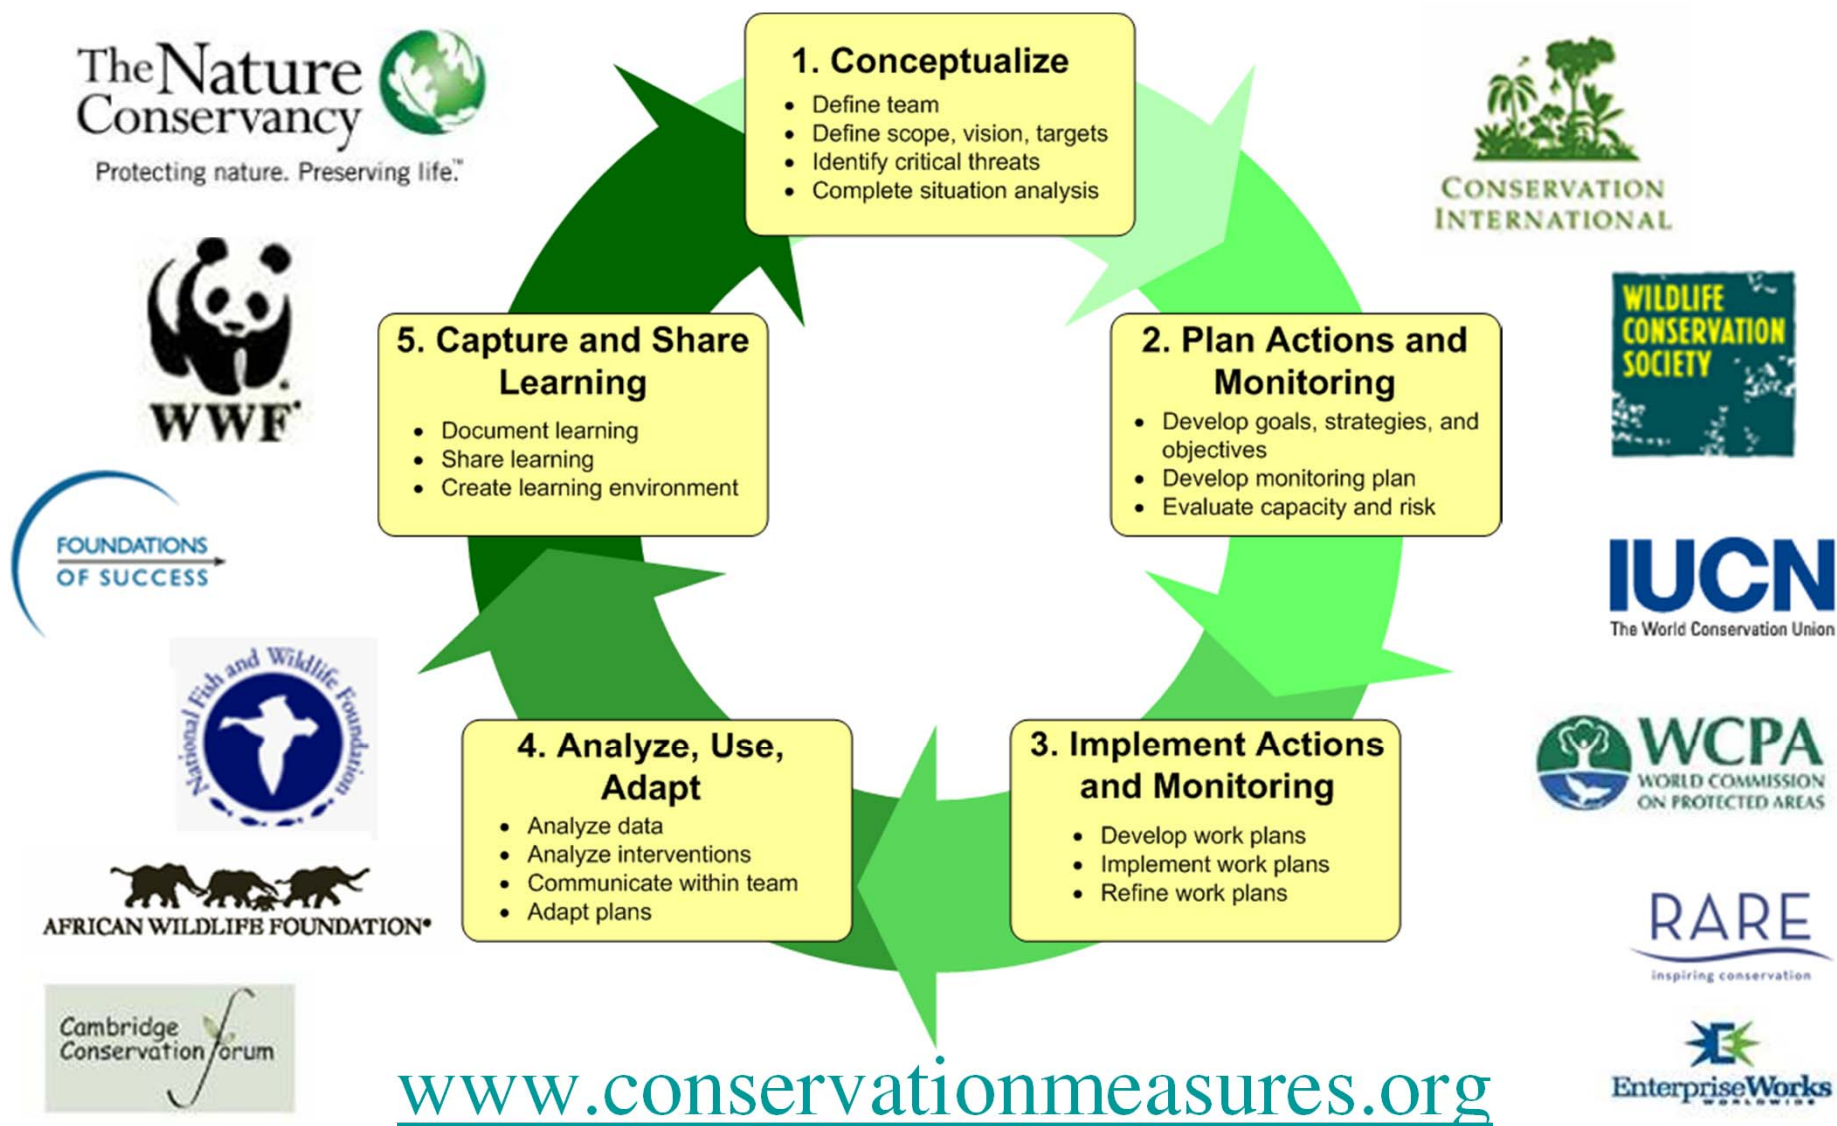 The Nature
Conservancy
Protecting nature. Preserving life.™
WWF
FOUNDATIONS
OF SUCCESS
National Fish and Wildlife Foundation
AFRICAN WILDLIFE FOUNDATION®
Cambridge
Conservation forum
1. Conceptualize
• Define team
• Define scope, vision, targets
• Identify critical threats
• Complete situation analysis
2. Plan Actions and
Monitoring
• Develop goals, strategies, and
objectives
• Develop monitoring plan
• Evaluate capacity and risk
3. Implement Actions
and Monitoring
• Develop work plans
• Implement work plans
• Refine work plans
4. Analyze, Use,
Adapt
• Analyze data
• Analyze interventions
• Communicate within team
• Adapt plans
5. Capture and Share
Learning
• Document learning
• Share learning
• Create learning environment
CONSERVATION
INTERNATIONAL
WILDLIFE
CONSERVATION
SOCIETY
IUCN
The World Conservation Union
WCPA
WORLD COMMISSION
ON PROTECTED AREAS
RARE
inspiring conservation
EnterpriseWorks
WORLDWIDE
www.conservationmeasures.org